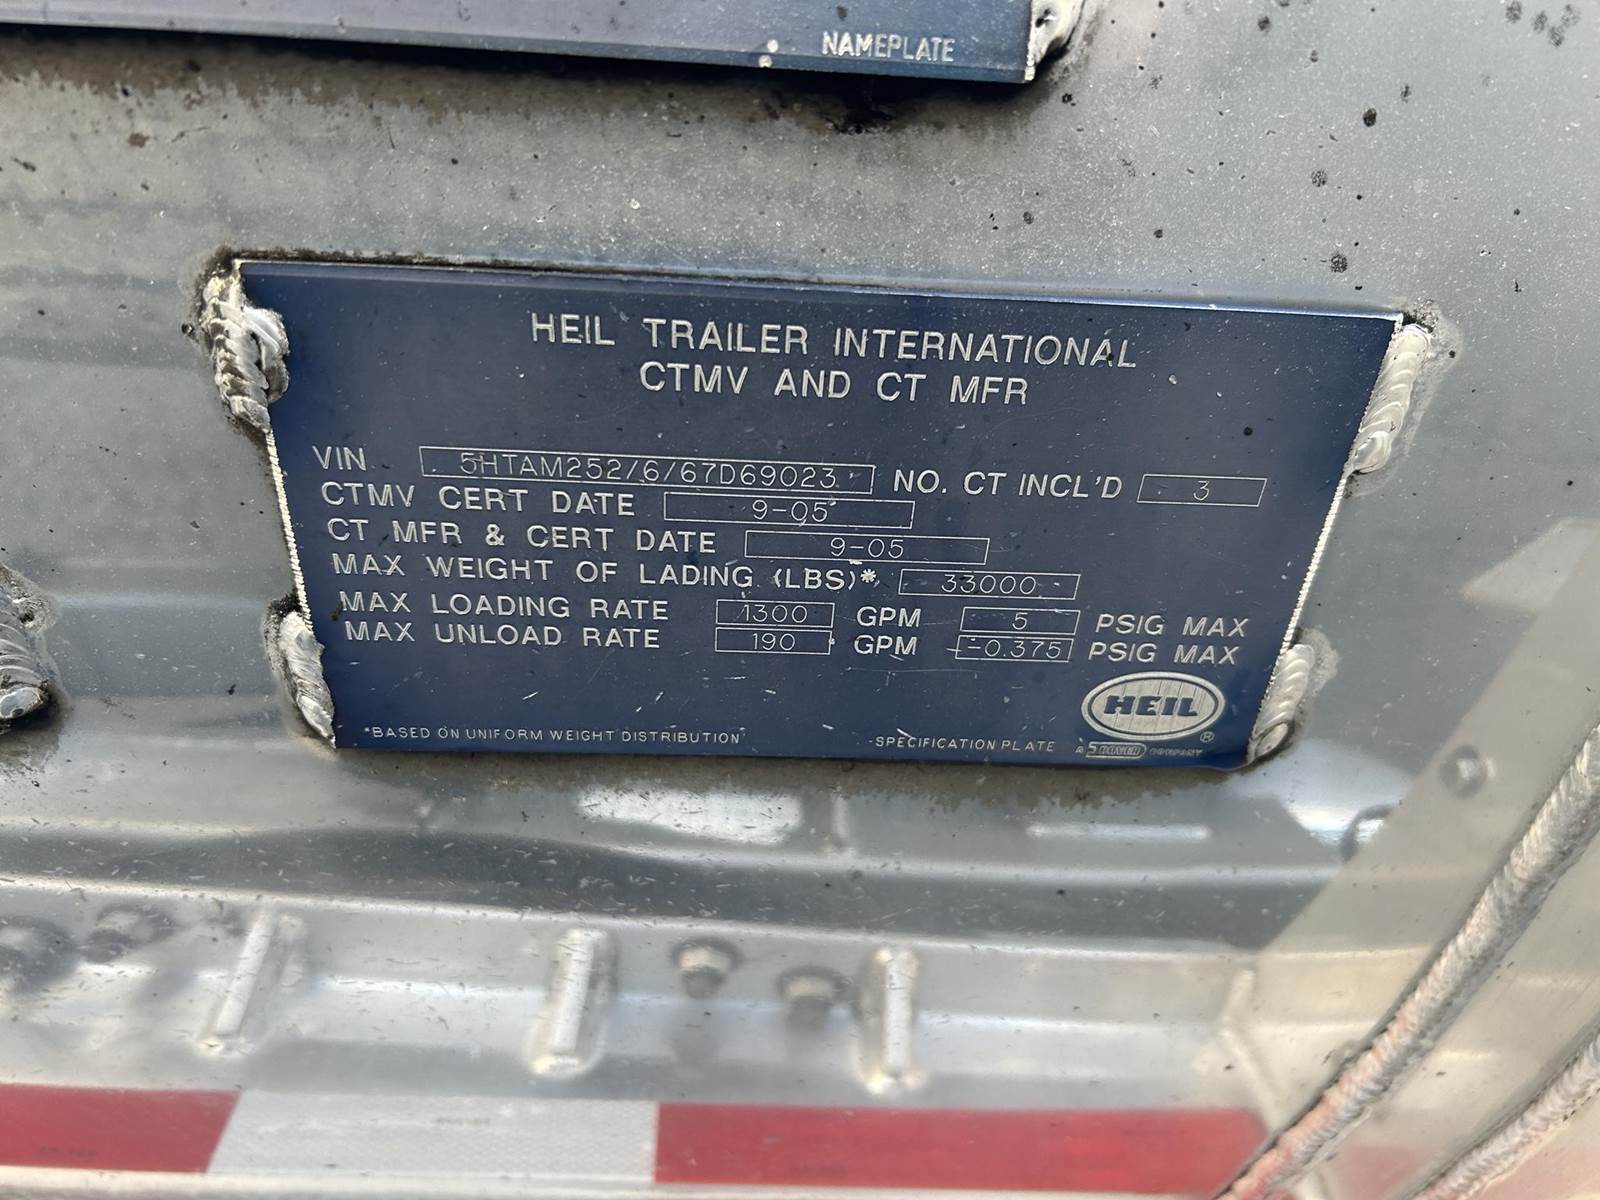 NAMEPLATE
HEIL TRAILER INTERNATIONAL
CTMV AND CT MFR
VIN 5HTAM252/6/67D69023 NO. CT INCL'D 3
CTMV CERT DATE 9-05
CT MFR & CERT DATE 9-05
MAX WEIGHT OF LADING (LBS)* 33000
MAX LOADING RATE 1300 GPM 5 PSIG MAX
MAX UNLOAD RATE 190 GPM -0.375 PSIG MAX
HEIL ®
*BASED ON UNIFORM WEIGHT DISTRIBUTION
SPECIFICATION PLATE A DOVER COMPANY